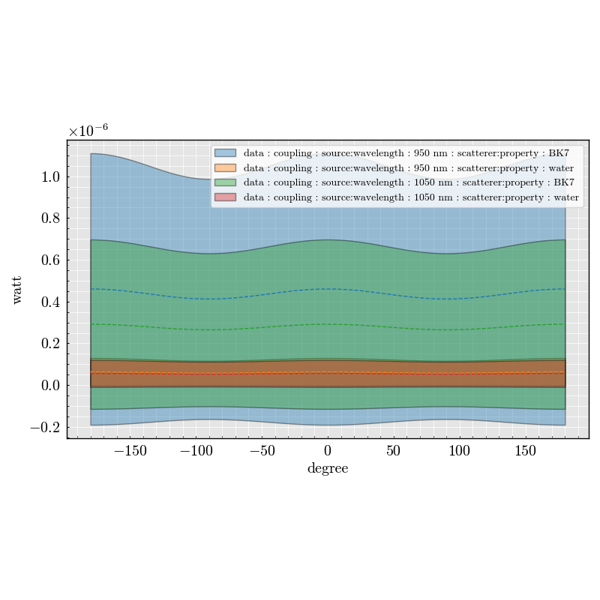 ×10⁻⁶
data : coupling : source:wavelength : 950 nm : scatterer:property : BK7
data : coupling : source:wavelength : 950 nm : scatterer:property : water
data : coupling : source:wavelength : 1050 nm : scatterer:property : BK7
data : coupling : source:wavelength : 1050 nm : scatterer:property : water
1.0
0.8
0.6
0.4
0.2
0.0
−0.2
watt
−150 −100 −50 0 50 100 150
degree